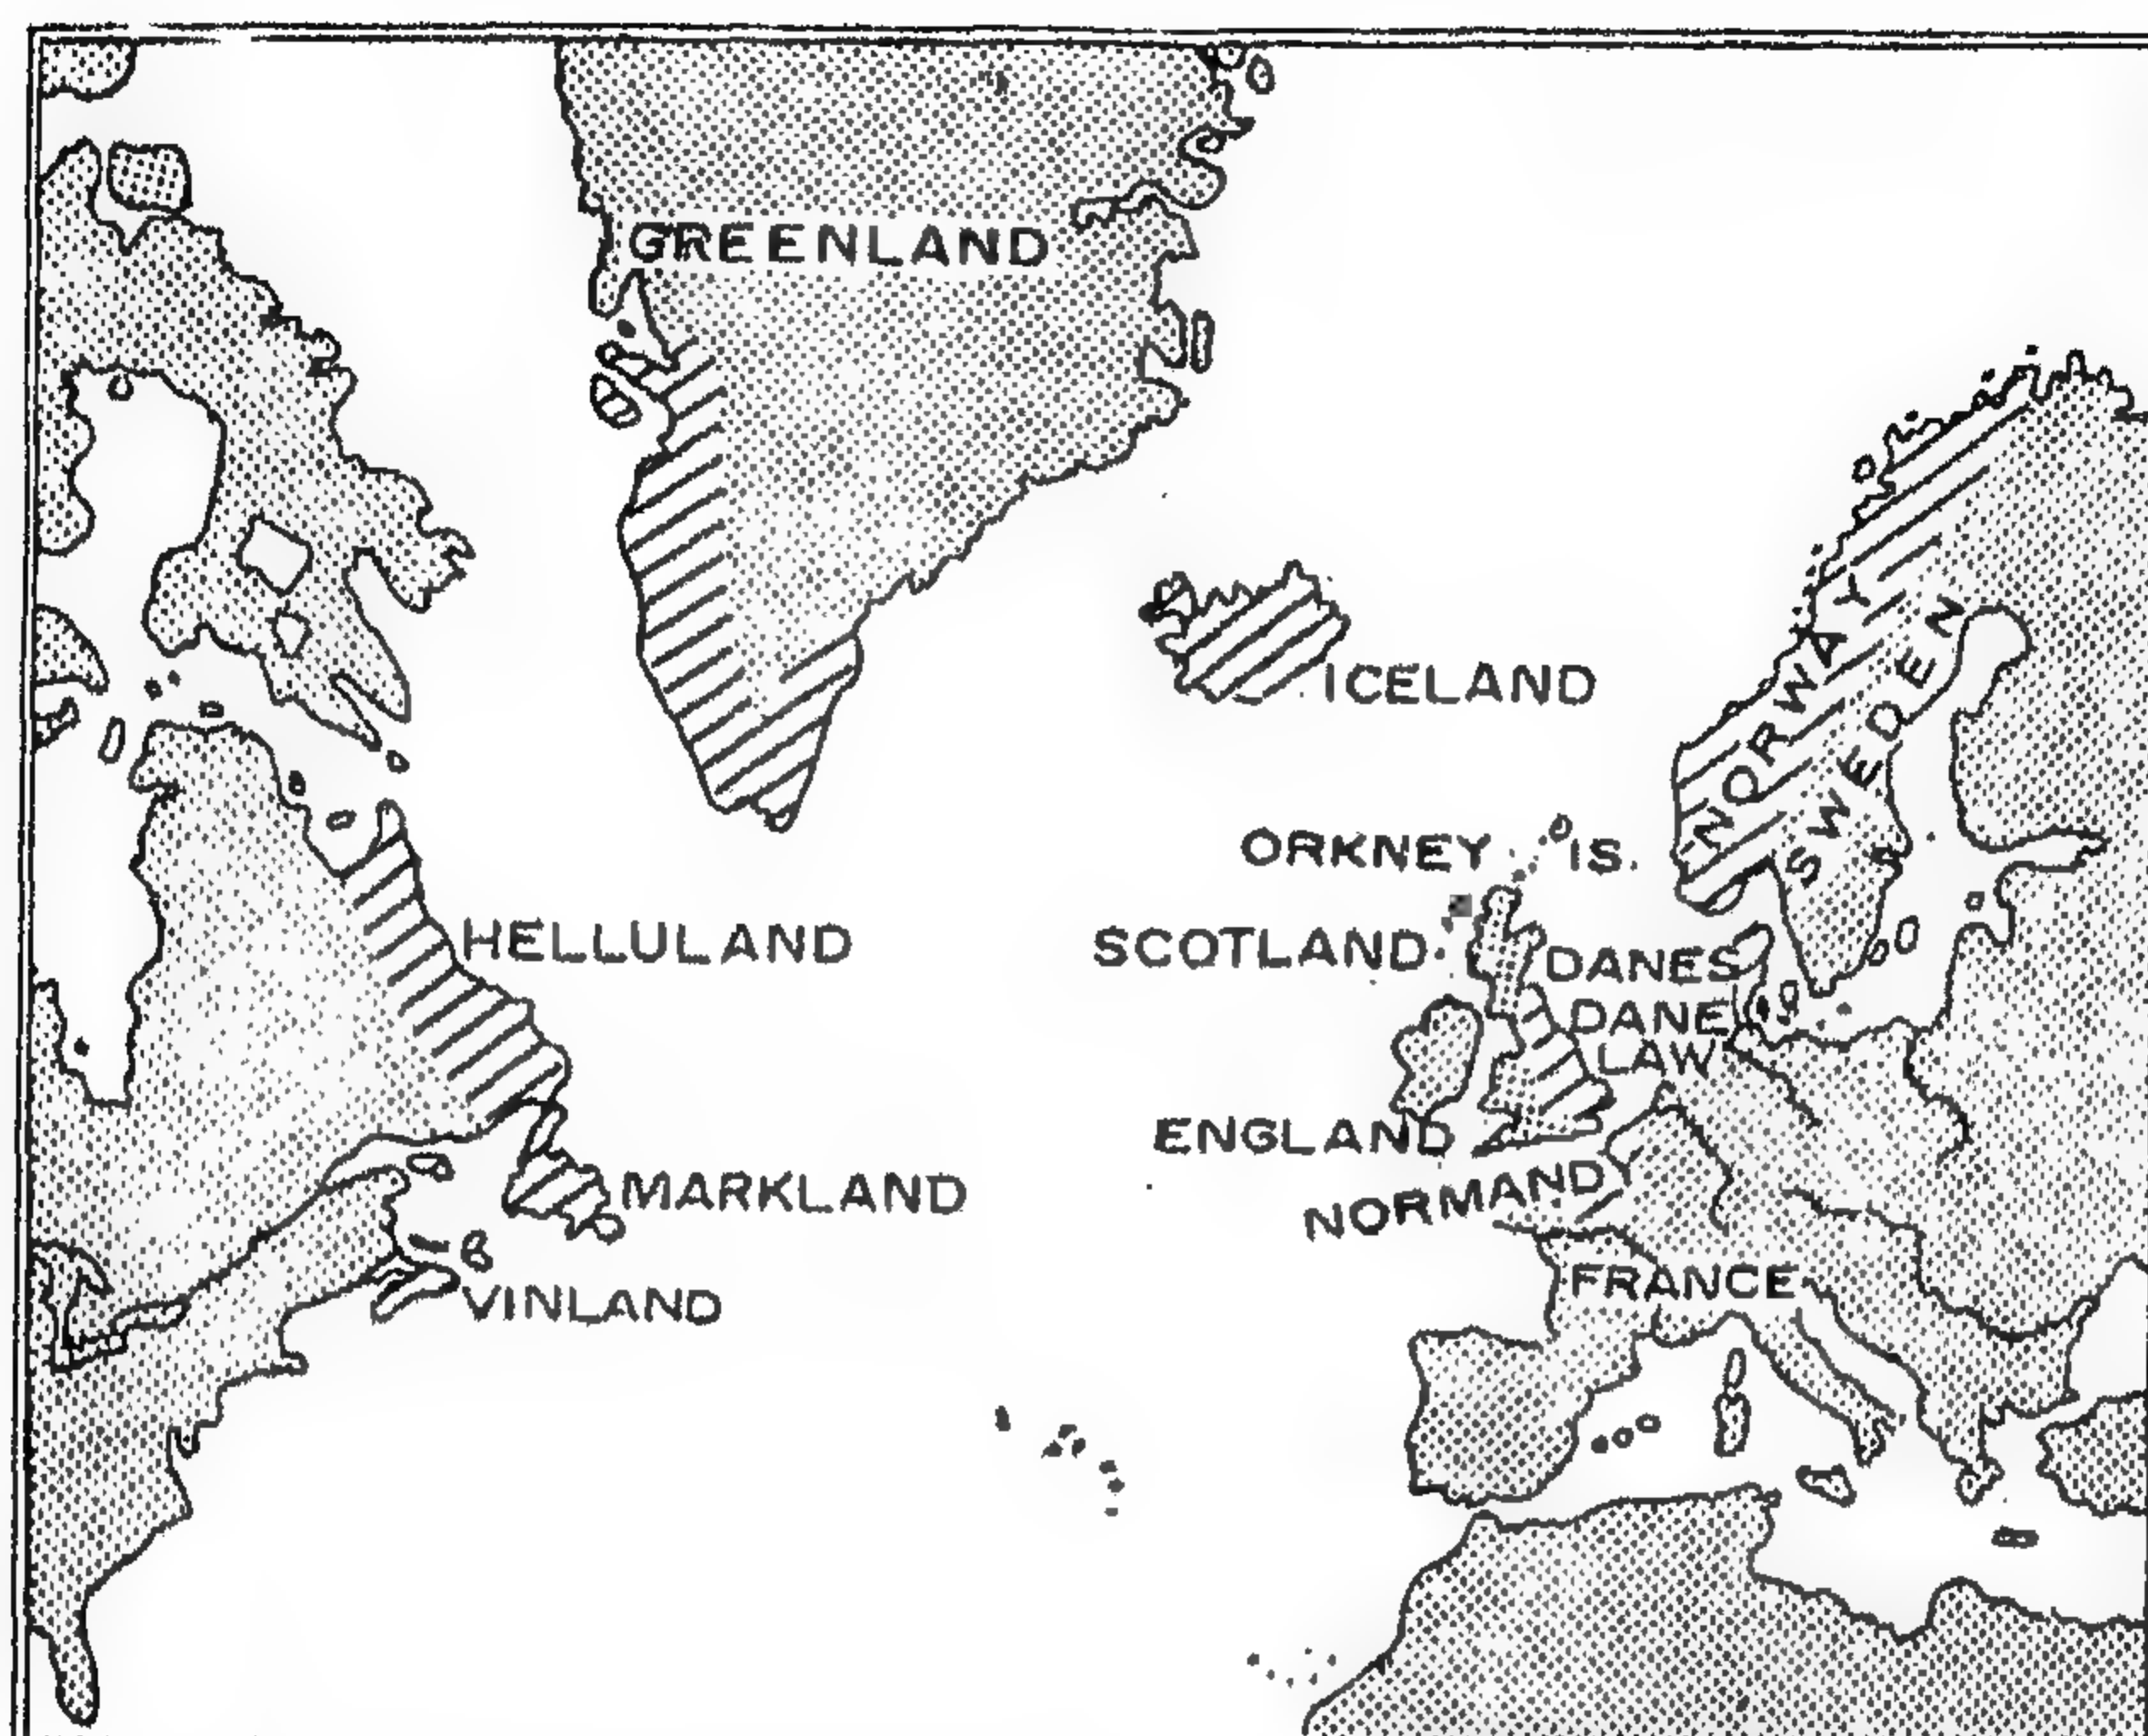 GREENLAND
ICELAND
NORWAY
SWEDEN
ORKNEY IS.
HELLULAND
SCOTLAND
DANES
DANE
LAW
ENGLAND
MARKLAND
NORMAND
FRANCE
VINLAND